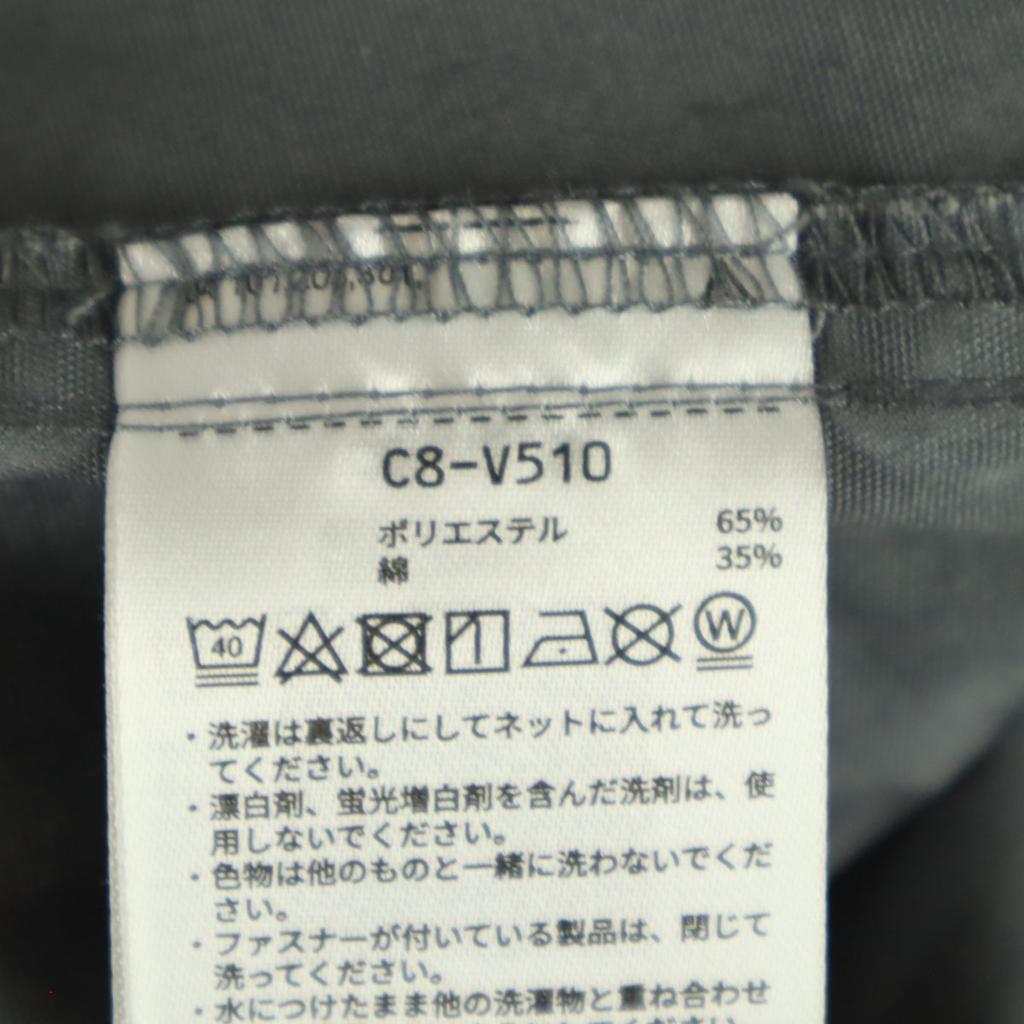 C8-V510
ポリエステル 65%
綿 35%
40 W
・洗濯は裏返しにしてネットに入れて洗っ
てください。
・漂白剤、蛍光増白剤を含んだ洗剤は、使
用しないでください。
・色物は他のものと一緒に洗わないでくだ
さい。
・ファスナーが付いている製品は、閉じて
洗ってください。
・水につけたまま他の洗濯物と重ね合わせ